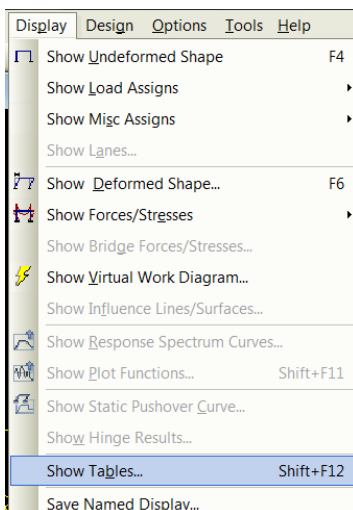 Display Design Options Tools Help
Show Undeformed Shape F4
Show Load Assigns
Show Misc Assigns
Show Lanes...
Show Deformed Shape... F6
Show Forces/Stresses
Show Bridge Forces/Stresses...
Show Virtual Work Diagram...
Show Influence Lines/Surfaces...
Show Response Spectrum Curves...
Show Plot Functions... Shift+F11
Show Static Pushover Curve...
Show Hinge Results...
Show Tables... Shift+F12
Save Named Display...